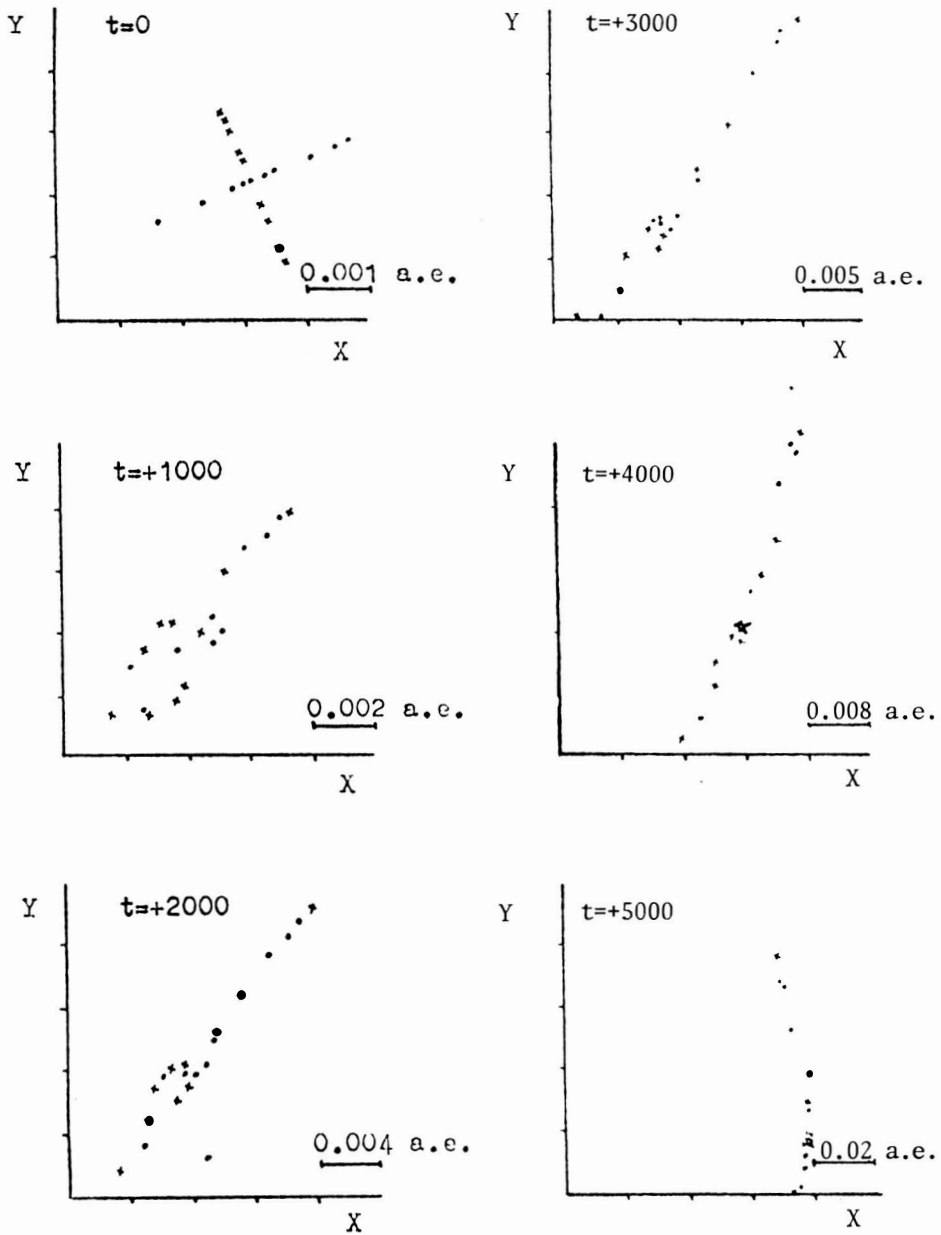 Y t=0
0.001 a.e.
X
Y t=+1000
0.002 a.e.
X
Y t=+2000
0.004 a.e.
X
Y t=+3000
0.005 a.e.
X
Y t=+4000
0.008 a.e.
X
Y t=+5000
0.02 a.e.
X